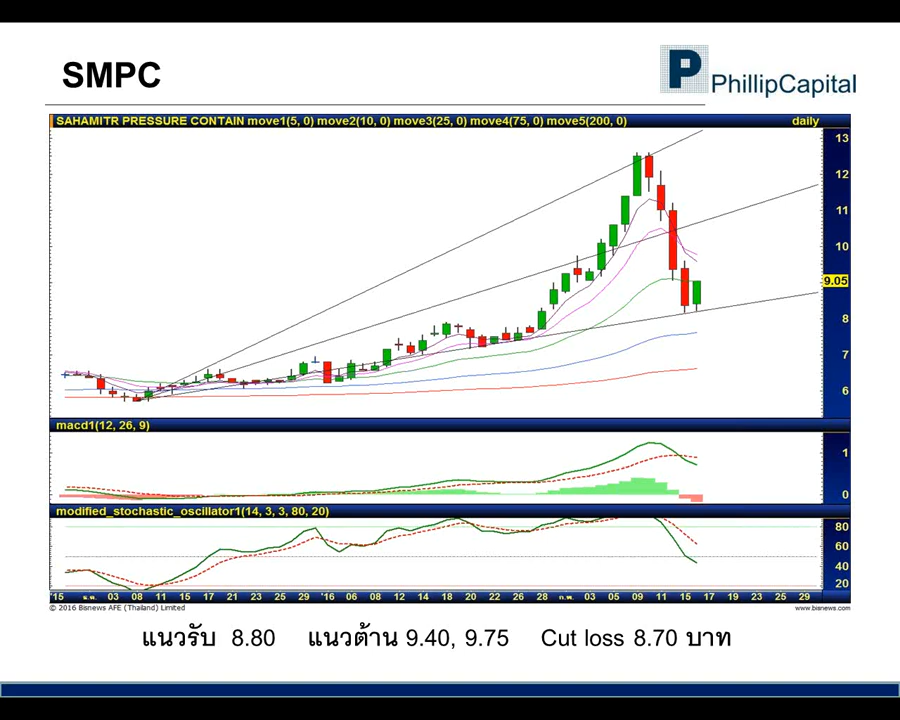 SMPC
P PhillipCapital
SAHAMITR PRESSURE CONTAIN move1(5, 0) move2(10, 0) move3(25, 0) move4(75, 0) move5(200, 0) daily
13
12
11
10
9.05
8
7
6
macd1(12, 26, 9)
1
0
modified_stochastic_oscillator1(14, 3, 3, 80, 20)
80
60
40
20
'15 ธ.ค. 03 08 11 16 21 23 25 29 '16 06 08 12 14 18 20 22 26 28 ก.พ. 03 05 09 11 15 17 19 23 25 29
© 2016 Bisnews AFE (Thailand) Limited www.bisnews.com
แนวรับ 8.80 แนวต้าน 9.40, 9.75 Cut loss 8.70 บาท